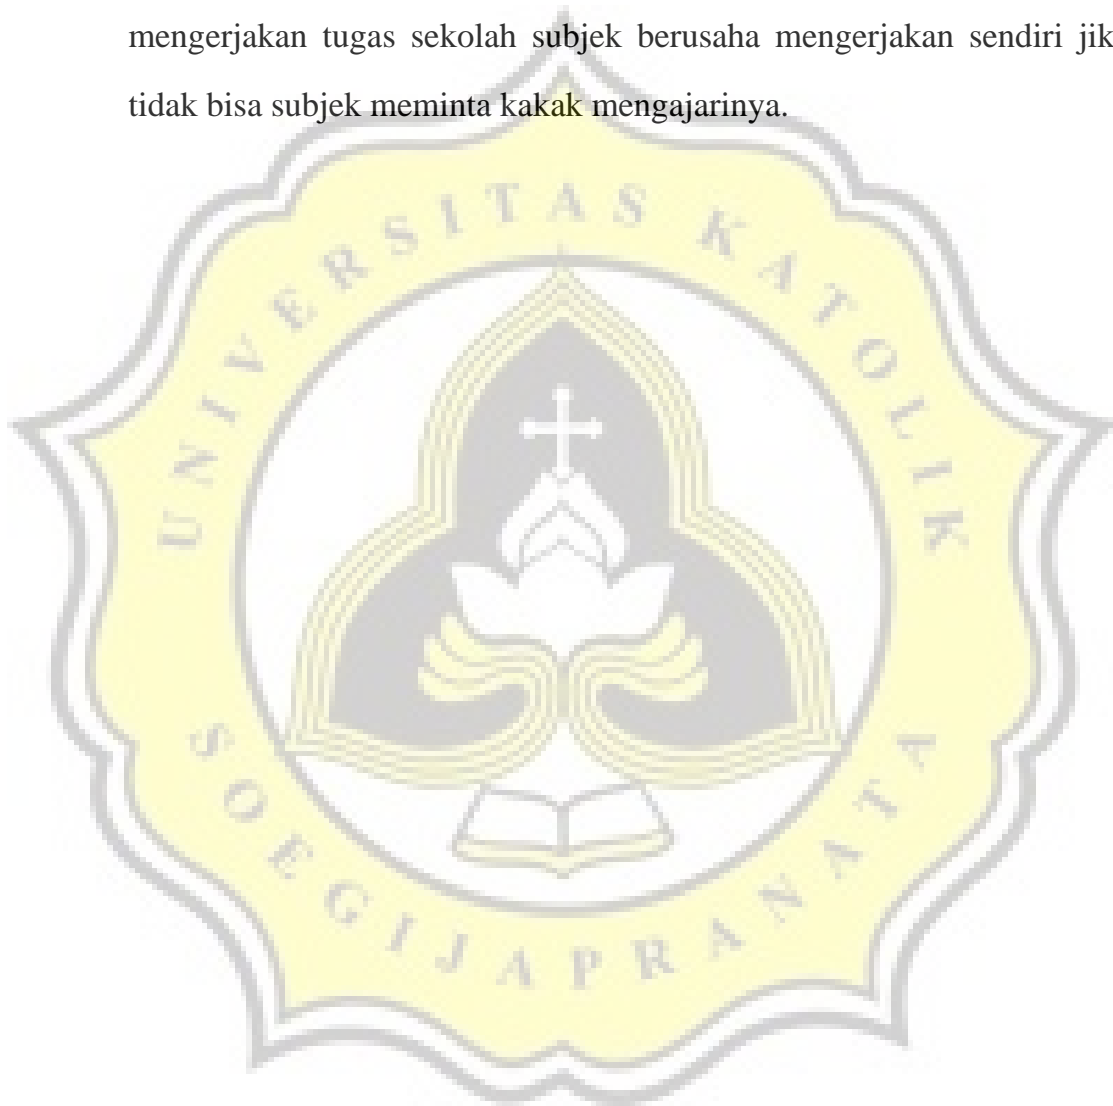 mengerjakan tugas sekolah subjek berusaha mengerjakan sendiri jik
tidak bisa subjek meminta kakak mengajarinya.
UNIVERSITAS KATOLIK
SOEGIJAPRANATA